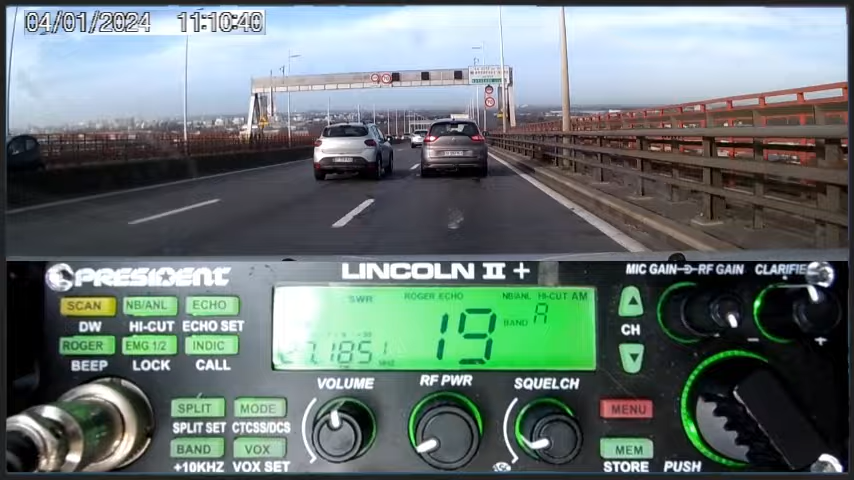 04/01/2024 11:10:40
PRESIDENT LINCOLN II + MIC GAIN RF GAIN CLARIFIER
SCAN NB/ANL ECHO
DW HI-CUT ECHO SET
ROGER EMG 1/2 INDIC
BEEP LOCK CALL
SWR ROGER ECHO NB/ANL HI-CUT AM
19 BAND A
27.185
CH
VOLUME RF PWR SQUELCH
SPLIT MODE MENU
SPLIT SET CTCSS/DCS
BAND VOX MEM
+10KHZ VOX SET STORE PUSH